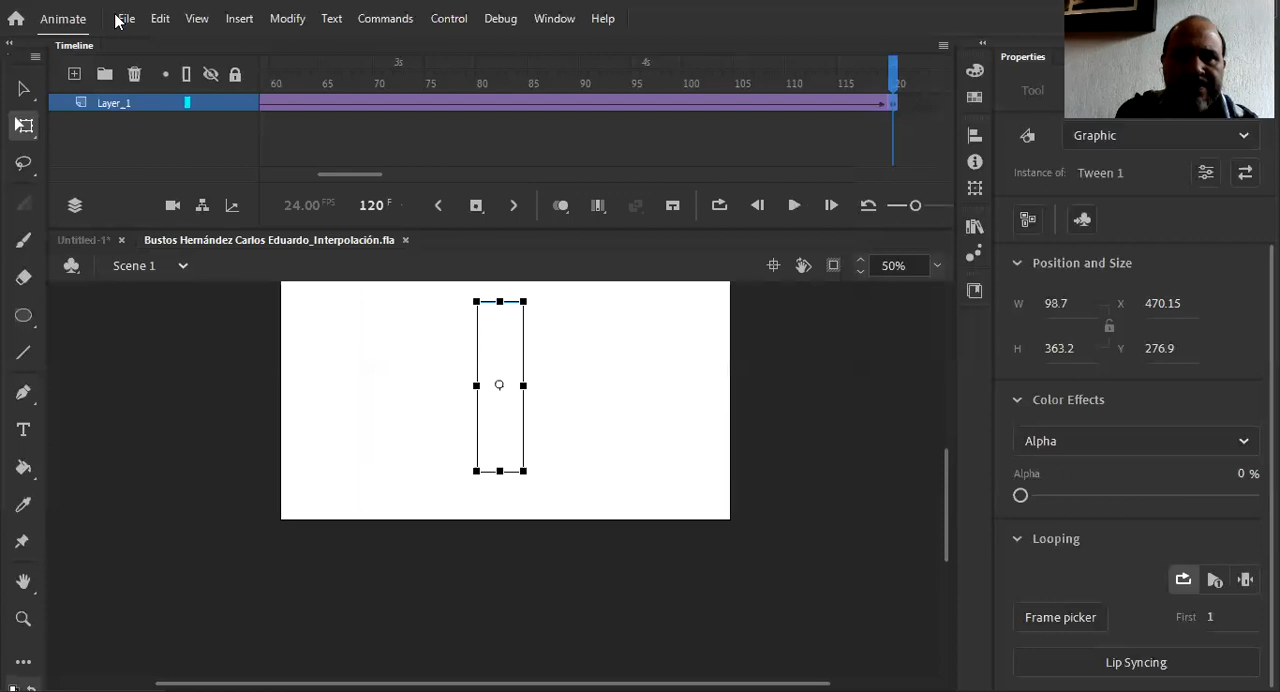 Animate File Edit View Insert Modify Text Commands Control Debug Window Help
Timeline
Properties
3s 4s
Tool
60 65 70 75 80 85 90 95 100 105 110 115 20
Layer_1
Graphic
Instance of: Tween 1
24.00 FPS 120 F
Untitled-1* × Bustos Hernández Carlos Eduardo_Interpolación.fla ×
Scene 1 50%
Position and Size
W 98.7 X 470.15
H 363.2 Y 276.9
Color Effects
Alpha
Alpha 0 %
Looping
Frame picker First 1
Lip Syncing